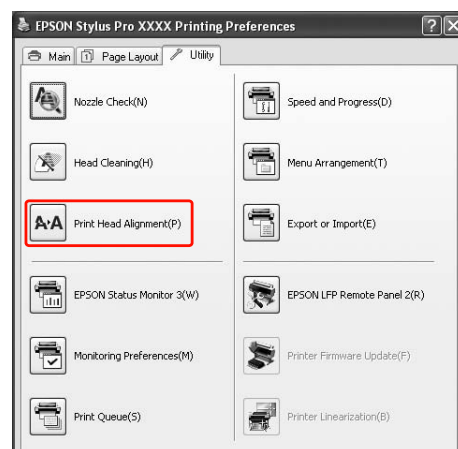 EPSON Stylus Pro XXXX Printing Preferences
Main
1 Page Layout
Utility
Nozzle Check(N)
Speed and Progress(D)
Head Cleaning(H)
Menu Arrangement(T)
A A Print Head Alignment(P)
Export or Import(E)
EPSON Status Monitor 3(W)
EPSON LFP Remote Panel 2(R)
Monitoring Preferences(M)
Printer Firmware Update(F)
Print Queue(S)
Printer Linearization(B)